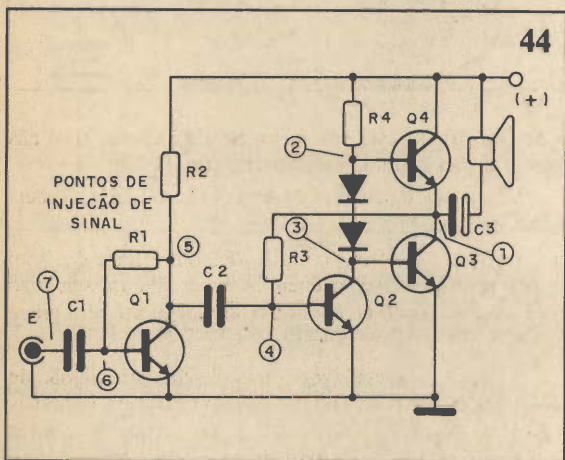 44
(+)
R4
Q4
2
PONTOS DE
INJEÇÃO DE
SINAL
R2
R1
5
3
C3
1
7
C1
Q1
C2
R3
Q3
E
Q2
6
4